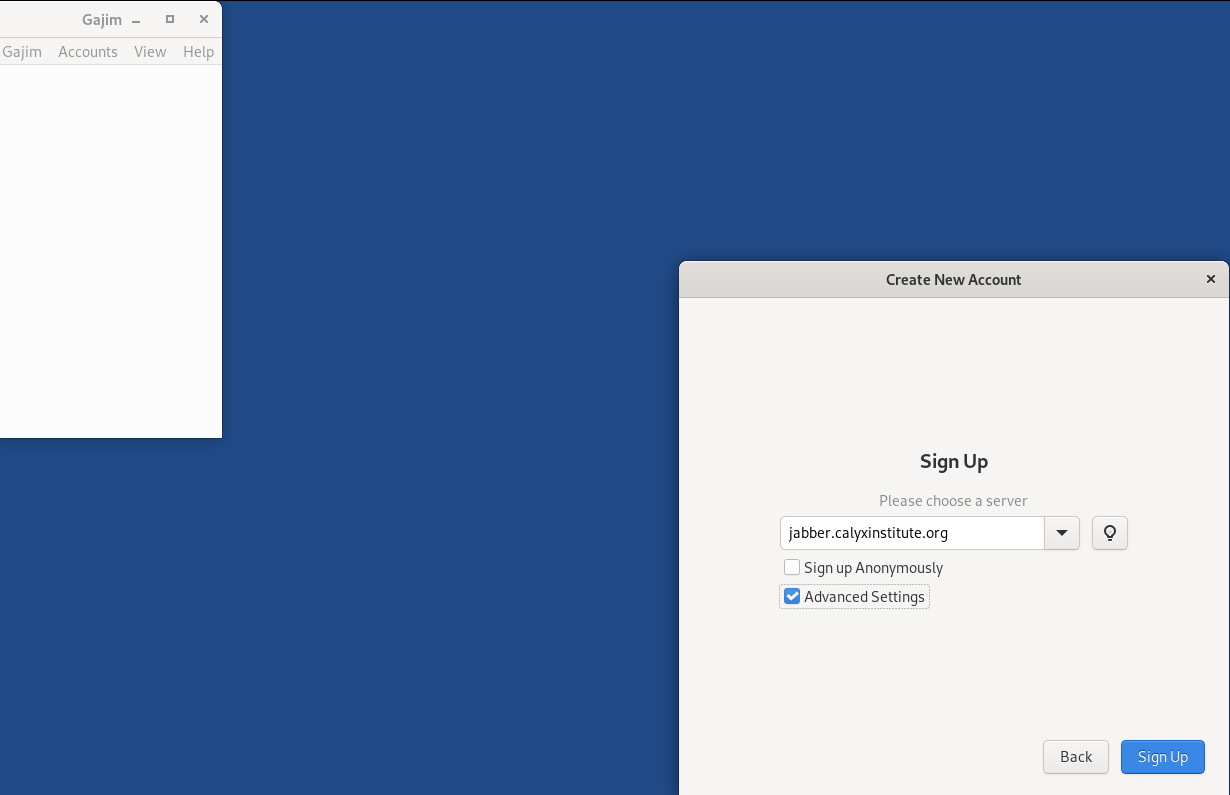 Gajim
Gajim Accounts View Help
Create New Account
Sign Up
Please choose a server
jabber.calyxinstitute.org
Sign up Anonymously
Advanced Settings
Back Sign Up